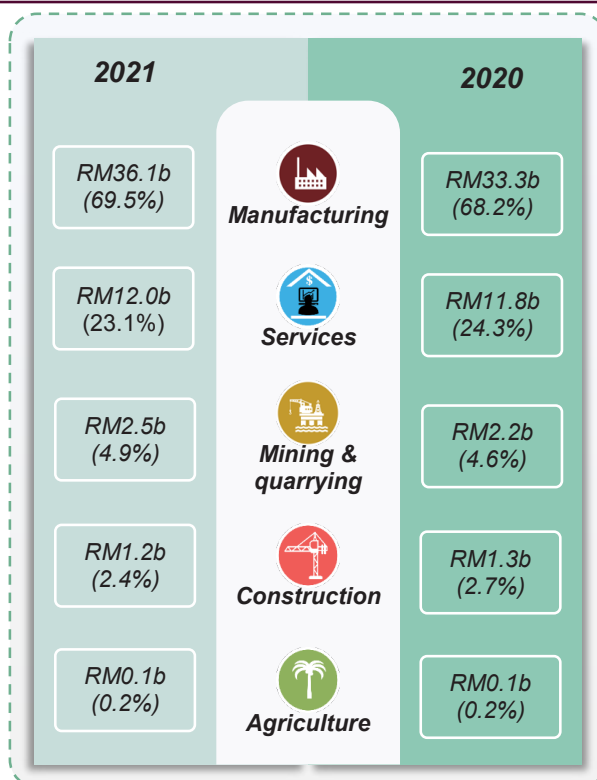 2021
2020
RM36.1b
(69.5%)
Manufacturing
RM33.3b
(68.2%)
RM12.0b
(23.1%)
$
Services
RM11.8b
(24.3%)
RM2.5b
(4.9%)
Mining &
quarrying
RM2.2b
(4.6%)
RM1.2b
(2.4%)
Construction
RM1.3b
(2.7%)
RM0.1b
(0.2%)
Agriculture
RM0.1b
(0.2%)